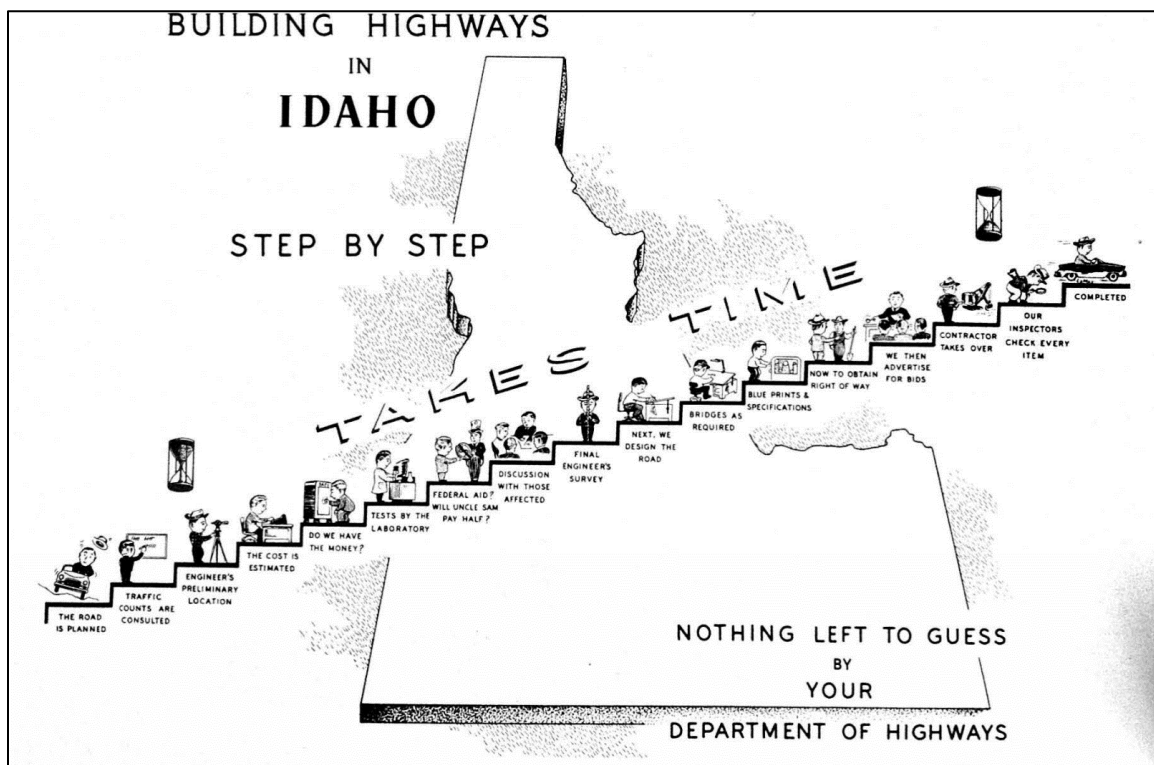 BUILDING HIGHWAYS
IN
IDAHO
STEP BY STEP
TAKES TIME
THE ROAD
IS PLANNED
TRAFFIC
COUNTS ARE
CONSULTED
ENGINEER'S
PRELIMINARY
LOCATION
THE COST IS
ESTIMATED
DO WE HAVE
THE MONEY?
TESTS BY THE
LABORATORY
FEDERAL AID?
WILL UNCLE SAM
PAY HALF?
DISCUSSION
WITH THOSE
AFFECTED
FINAL
ENGINEER'S
SURVEY
NEXT, WE
DESIGN THE
ROAD
BRIDGES AS
REQUIRED
BLUE PRINTS &
SPECIFICATIONS
NOW TO OBTAIN
RIGHT OF WAY
WE THEN
ADVERTISE
FOR BIDS
CONTRACTOR
TAKES OVER
OUR
INSPECTORS
CHECK EVERY
ITEM
COMPLETED
NOTHING LEFT TO GUESS
BY
YOUR
DEPARTMENT OF HIGHWAYS